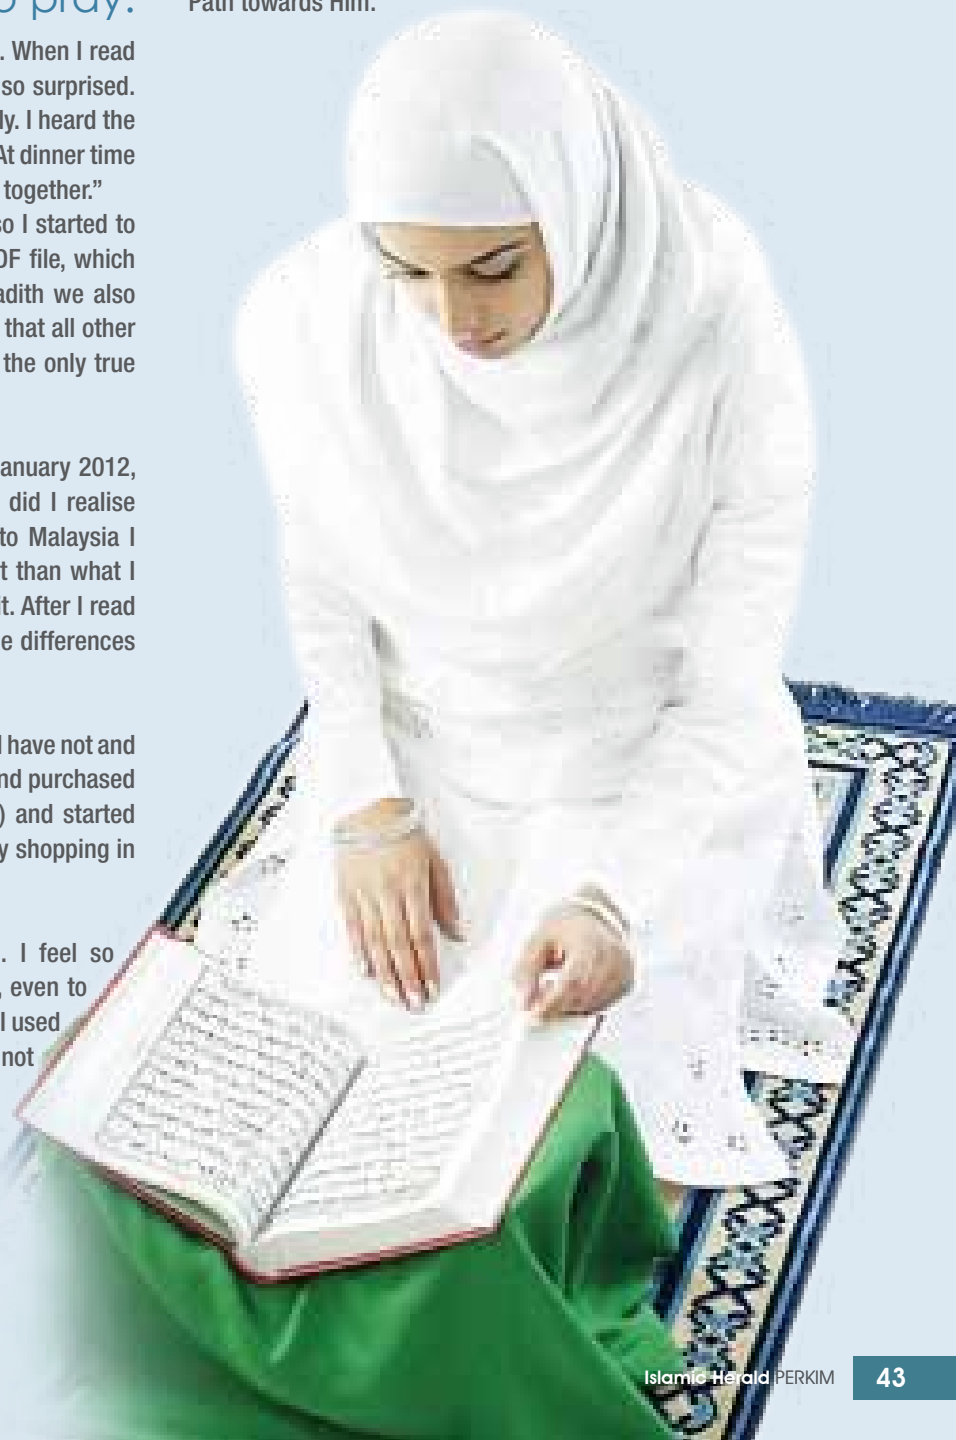 o pray.
. When I read
so surprised.
ly. I heard the
At dinner time
together.”
so I started to
DF file, which
adith we also
that all other
the only true
anuary 2012,
did I realise
to Malaysia I
t than what I
it. After I read
e differences
I have not and
nd purchased
) and started
y shopping in
. I feel so
, even to
I used
not
Path towards Him.
Islamic Herald PERKIM 43